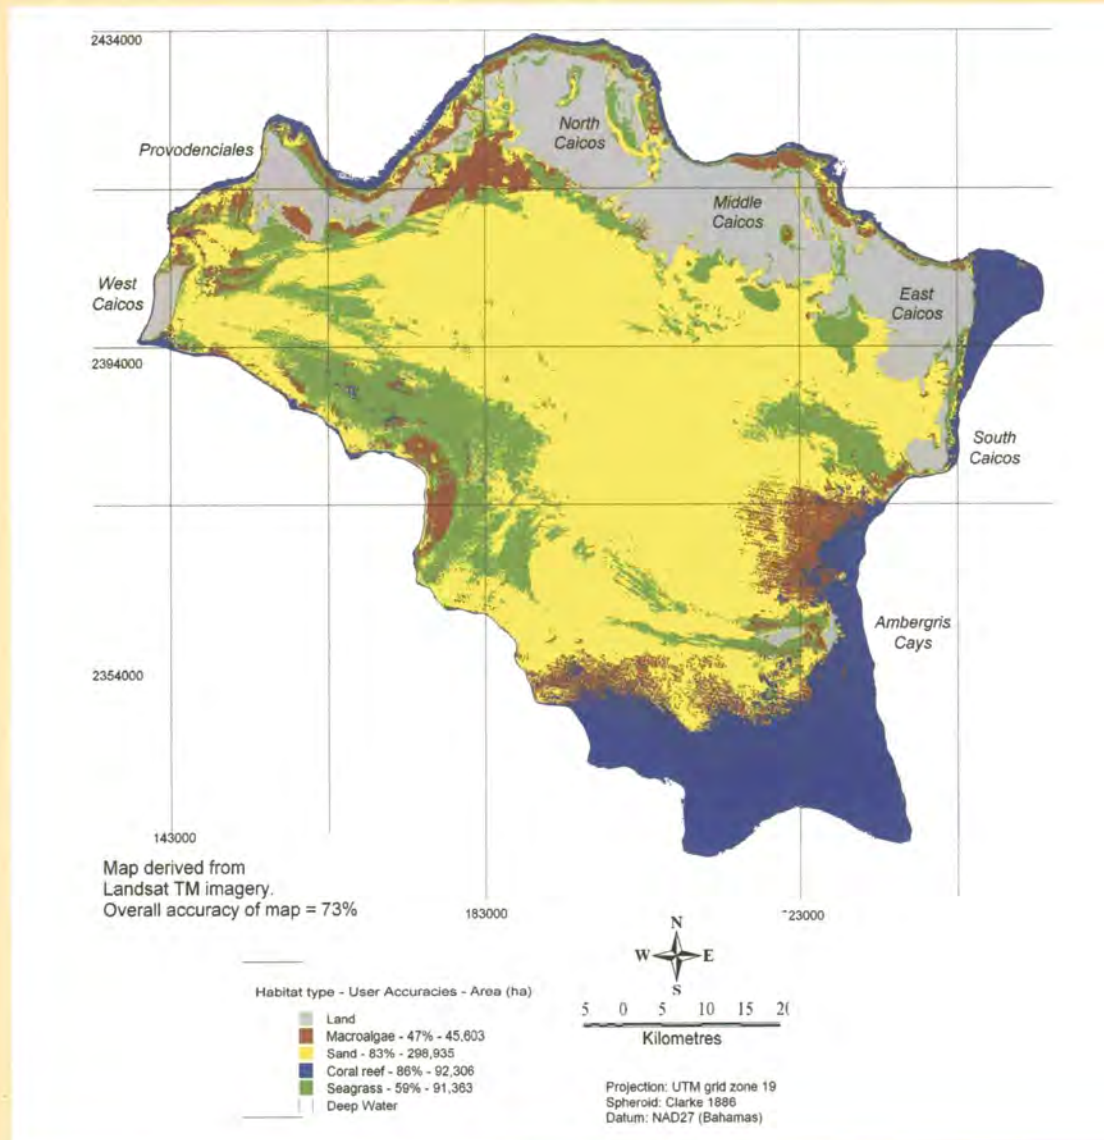 2434000
North
Caicos
Provodenciales
Middle
Caicos
West
Caicos
East
Caicos
2394000
South
Caicos
Ambergris
Cays
2354000
143000
Map derived from
Landsat TM imagery.
Overall accuracy of map = 73%
183000
23000
N
W E
S
Habitat type - User Accuracies - Area (ha)
Land
Macroalgae - 47% - 45,603
Sand - 83% - 298,935
Coral reef - 86% - 92,306
Seagrass - 59% - 91,363
Deep Water
5 0 5 10 15 20
Kilometres
Projection: UTM grid zone 19
Spheroid: Clarke 1886
Datum: NAD27 (Bahamas)